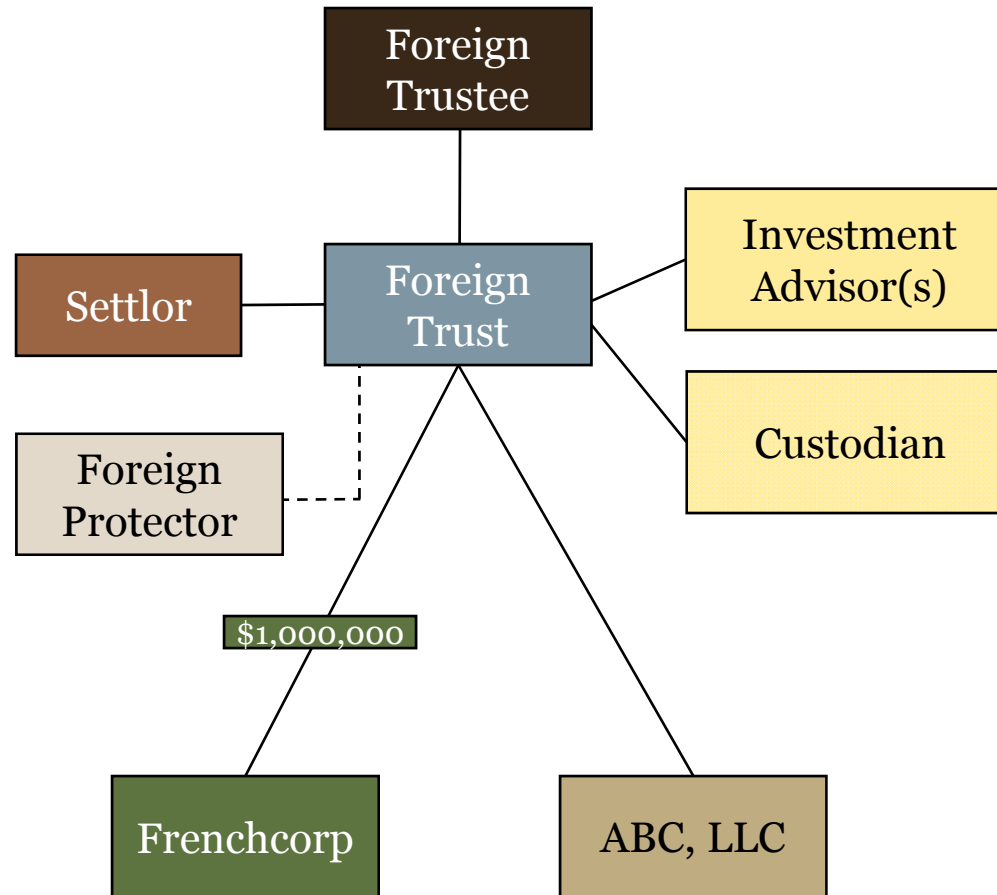 Foreign
Trustee
Investment
Advisor(s)
Settlor
Foreign
Trust
Custodian
Foreign
Protector
$1,000,000
Frenchcorp
ABC, LLC